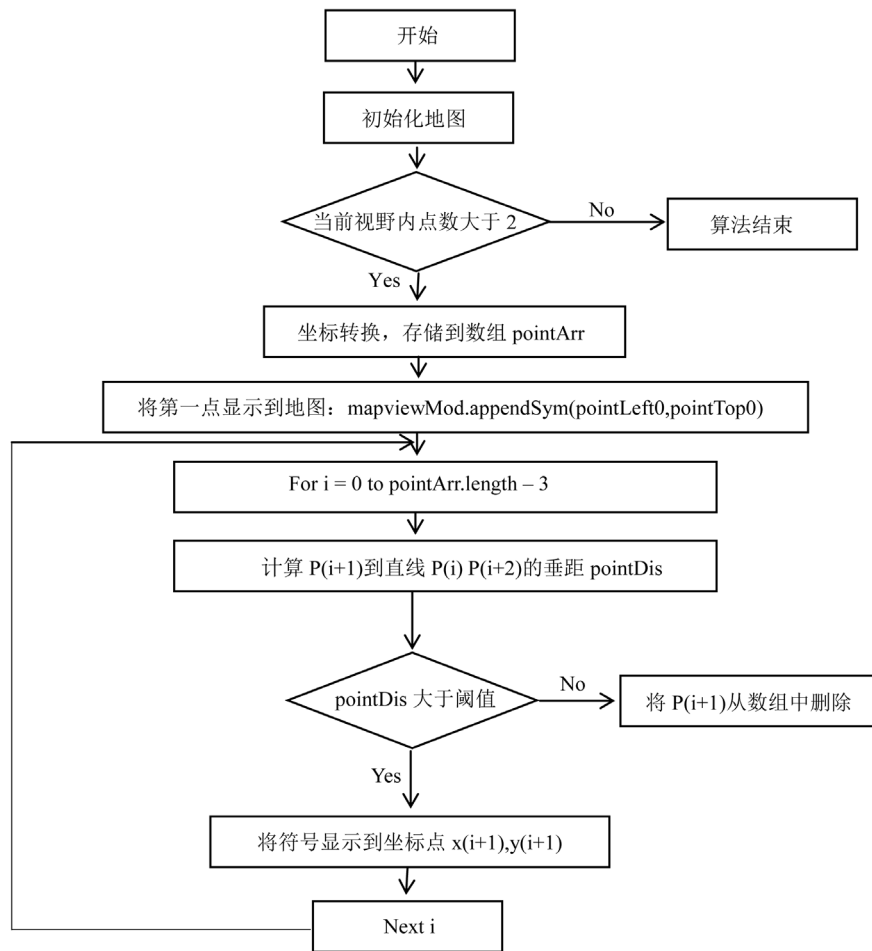 开始
初始化地图
当前视野内点数大于 2
No
算法结束
Yes
坐标转换，存储到数组 pointArr
将第一点显示到地图：mapviewMod.appendSym(pointLeft0,pointTop0)
For i = 0 to pointArr.length – 3
计算 P(i+1)到直线 P(i) P(i+2)的垂距 pointDis
pointDis 大于阈值
No
将 P(i+1)从数组中删除
Yes
将符号显示到坐标点 x(i+1),y(i+1)
Next i